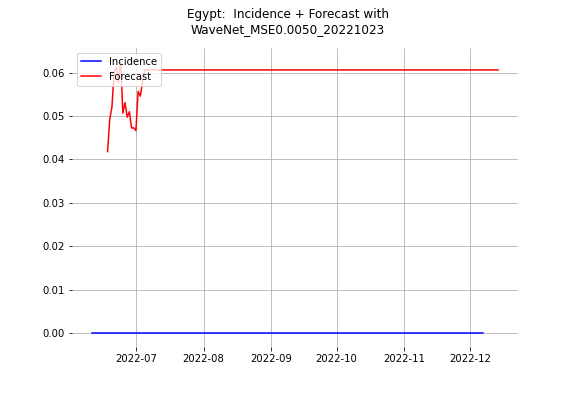 Egypt:  Incidence + Forecast with
WaveNet_MSE0.0050_20221023
Incidence
Forecast
0.06
0.05
0.04
0.03
0.02
0.01
0.00
2022-07 2022-08 2022-09 2022-10 2022-11 2022-12